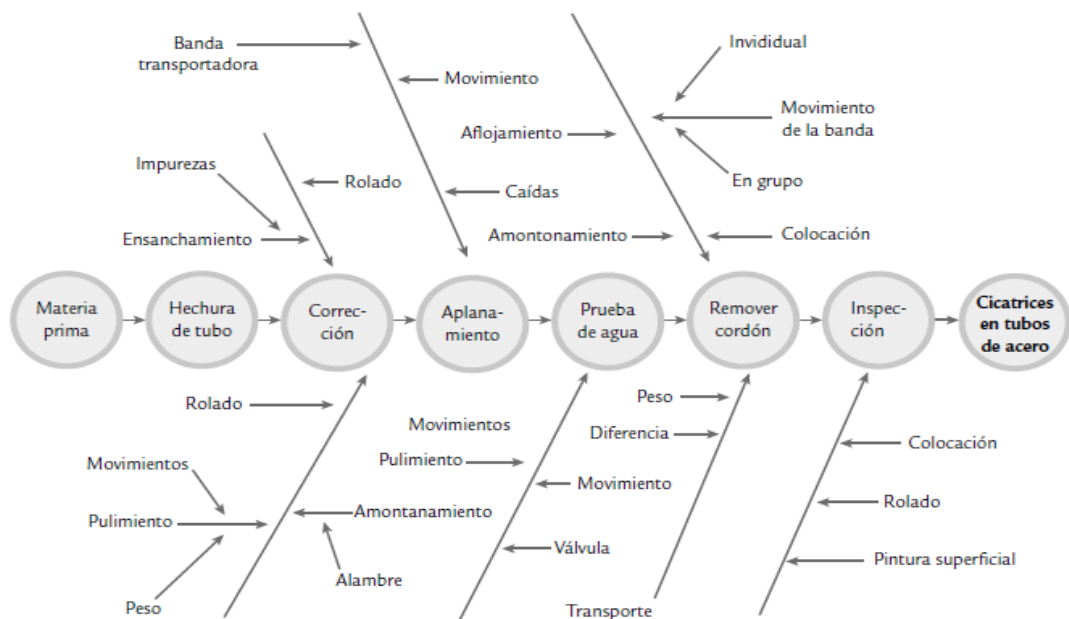 Banda
transportadora
Movimiento
Caídas
Invididual
Movimiento
de la banda
En grupo
Aflojamiento
Amontonamiento
Colocación
Impurezas
Rolado
Ensanchamiento
Materia
prima
Hechura
de tubo
Correc-
ción
Aplana-
miento
Prueba
de agua
Remover
cordón
Inspec-
ción
Cicatrices
en tubos
de acero
Rolado
Movimientos
Pulimiento
Peso
Amontanamiento
Alambre
Movimientos
Pulimiento
Movimiento
Válvula
Peso
Diferencia
Transporte
Colocación
Rolado
Pintura superficial